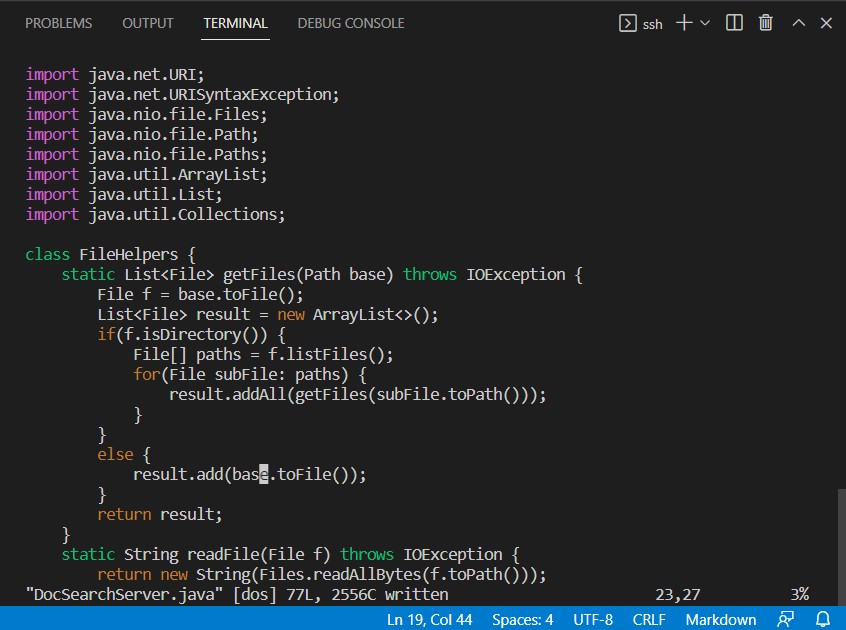 PROBLEMS OUTPUT TERMINAL DEBUG CONSOLE ssh
import java.net.URI;
import java.net.URISyntaxException;
import java.nio.file.Files;
import java.nio.file.Path;
import java.nio.file.Paths;
import java.util.ArrayList;
import java.util.List;
import java.util.Collections;

class FileHelpers {
    static List<File> getFiles(Path base) throws IOException {
        File f = base.toFile();
        List<File> result = new ArrayList<>();
        if(f.isDirectory()) {
            File[] paths = f.listFiles();
            for(File subFile: paths) {
                result.addAll(getFiles(subFile.toPath()));
            }
        }
        else {
            result.add(base.toFile());
        }
        return result;
    }
    static String readFile(File f) throws IOException {
        return new String(Files.readAllBytes(f.toPath()));
"DocSearchServer.java" [dos] 77L, 2556C written 23,27 3%
Ln 19, Col 44 Spaces: 4 UTF-8 CRLF Markdown